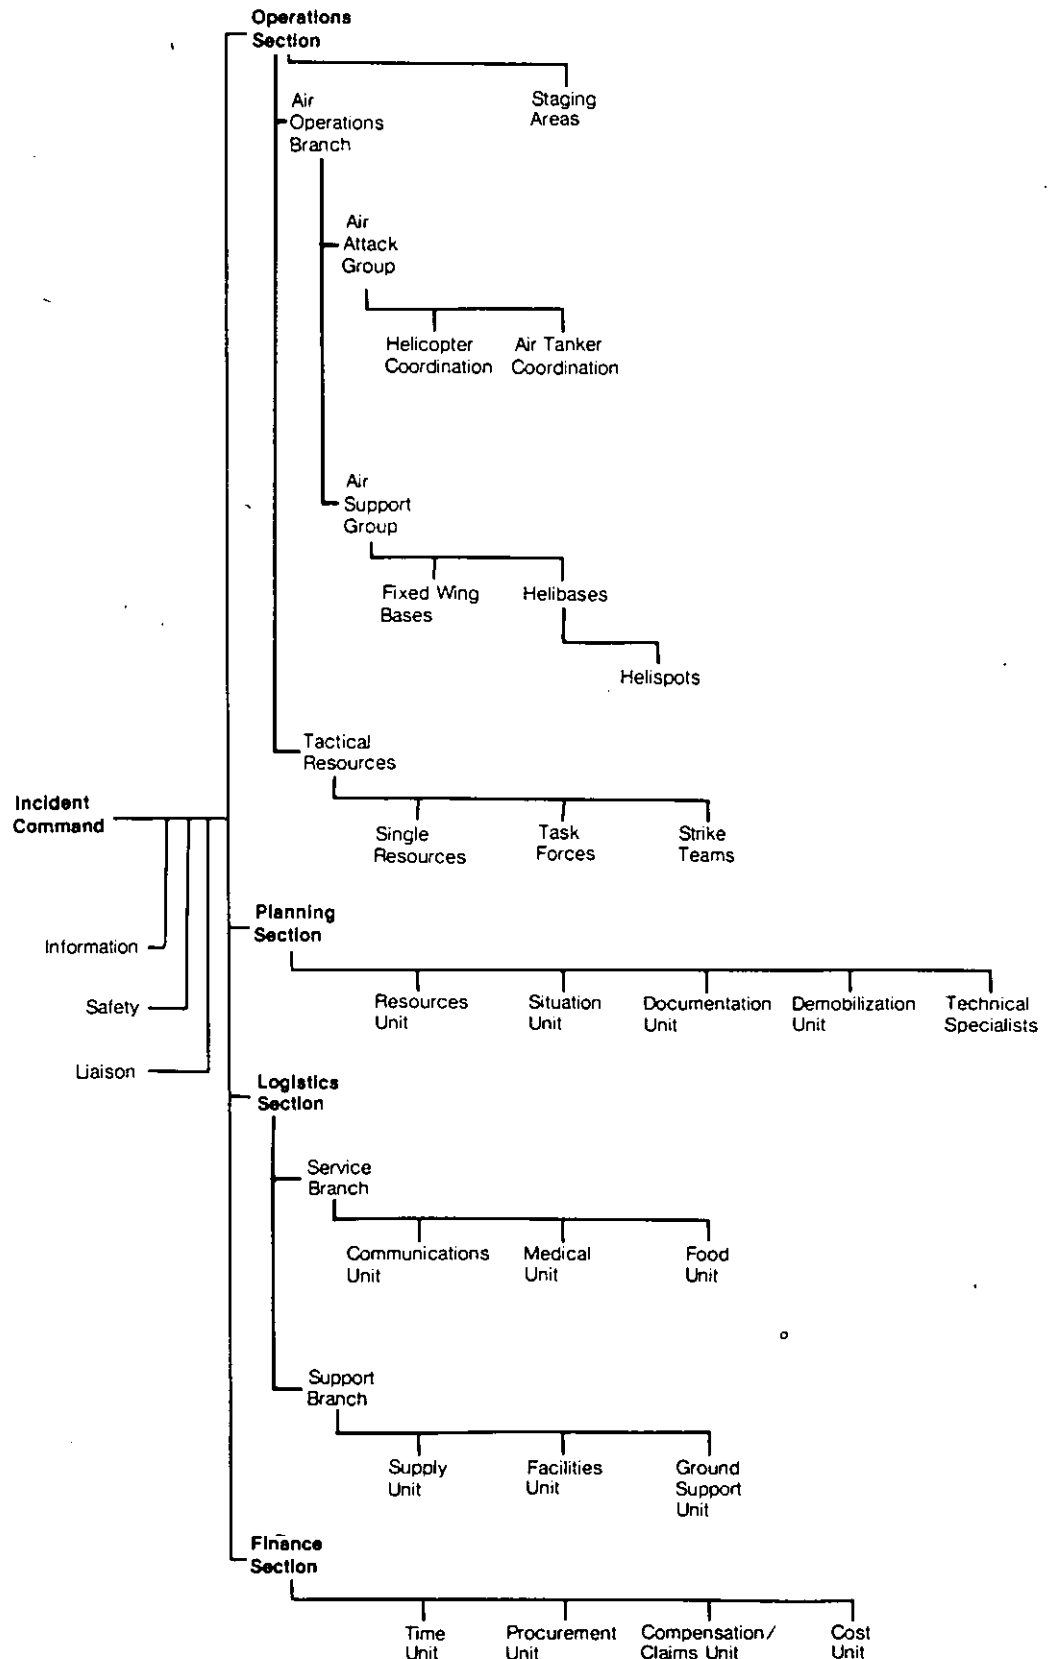 Operations
Section
Staging
Areas
Air
Operations
Branch
Air
Attack
Group
Helicopter
Coordination
Air Tanker
Coordination
Air
Support
Group
Fixed Wing
Bases
Helibases
Helispots
Tactical
Resources
Single
Resources
Task
Forces
Strike
Teams
Incident
Command
Information
Safety
Liaison
Planning
Section
Resources
Unit
Situation
Unit
Documentation
Unit
Demobilization
Unit
Technical
Specialists
Logistics
Section
Service
Branch
Communications
Unit
Medical
Unit
Food
Unit
Support
Branch
Supply
Unit
Facilities
Unit
Ground
Support
Unit
Finance
Section
Time
Unit
Procurement
Unit
Compensation/
Claims Unit
Cost
Unit